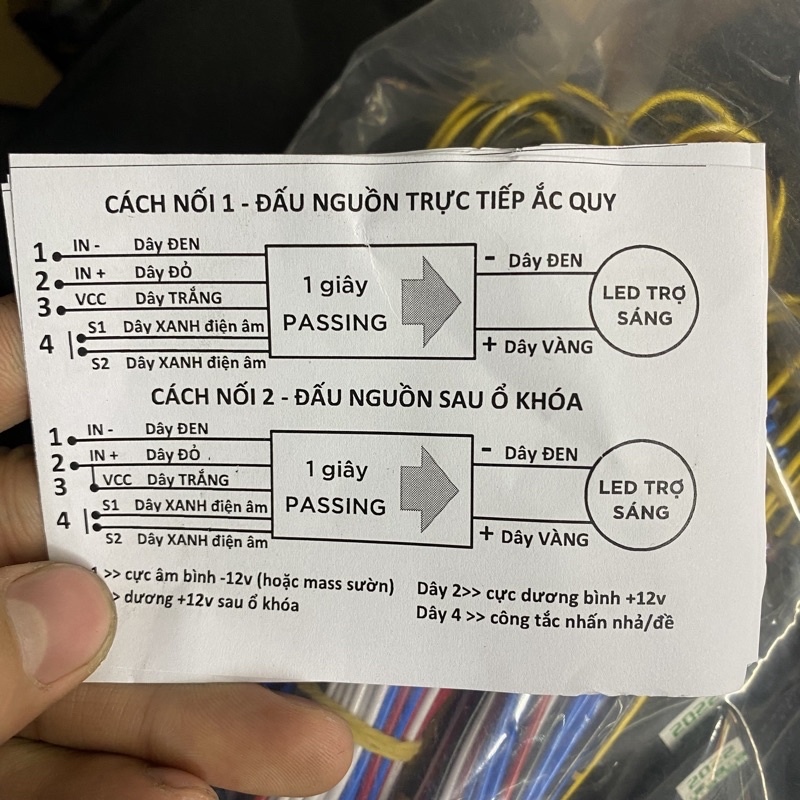 CÁCH NỐI 1 - ĐẤU NGUỒN TRỰC TIẾP ẮC QUY
1 IN - Dây ĐEN
2 IN + Dây ĐỎ
3 VCC Dây TRẮNG
4 S1 Dây XANH điện âm
S2 Dây XANH điện âm
1 giây
PASSING
- Dây ĐEN
+ Dây VÀNG
LED TRỢ
SÁNG
CÁCH NỐI 2 - ĐẤU NGUỒN SAU Ổ KHÓA
1 IN - Dây ĐEN
2 IN + Dây ĐỎ
3 VCC Dây TRẮNG
4 S1 Dây XANH điện âm
S2 Dây XANH điện âm
1 giây
PASSING
- Dây ĐEN
+ Dây VÀNG
LED TRỢ
SÁNG
1 >> cực âm bình -12v (hoặc mass sườn) Dây 2>> cực dương bình +12v
> dương +12v sau ổ khóa Dây 4 >> công tắc nhấn nhả/đề